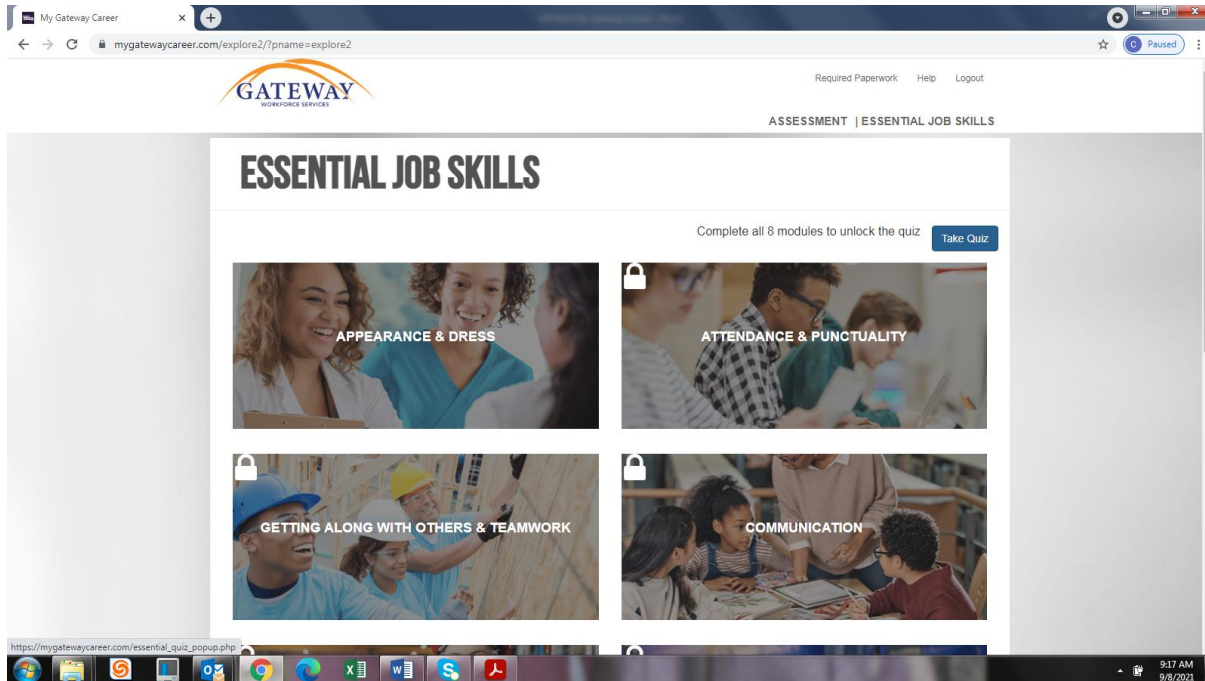 My Gateway Career
mygatewaycareer.com/explore2/?pname=explore2
C Paused
GATEWAY
WORKFORCE SERVICES
Required Paperwork Help Logout
ASSESSMENT | ESSENTIAL JOB SKILLS
ESSENTIAL JOB SKILLS
Complete all 8 modules to unlock the quiz Take Quiz
APPEARANCE & DRESS
ATTENDANCE & PUNCTUALITY
GETTING ALONG WITH OTHERS & TEAMWORK
COMMUNICATION
https://mygatewaycareer.com/essential_quiz_popup.php
9:17 AM
9/8/2021